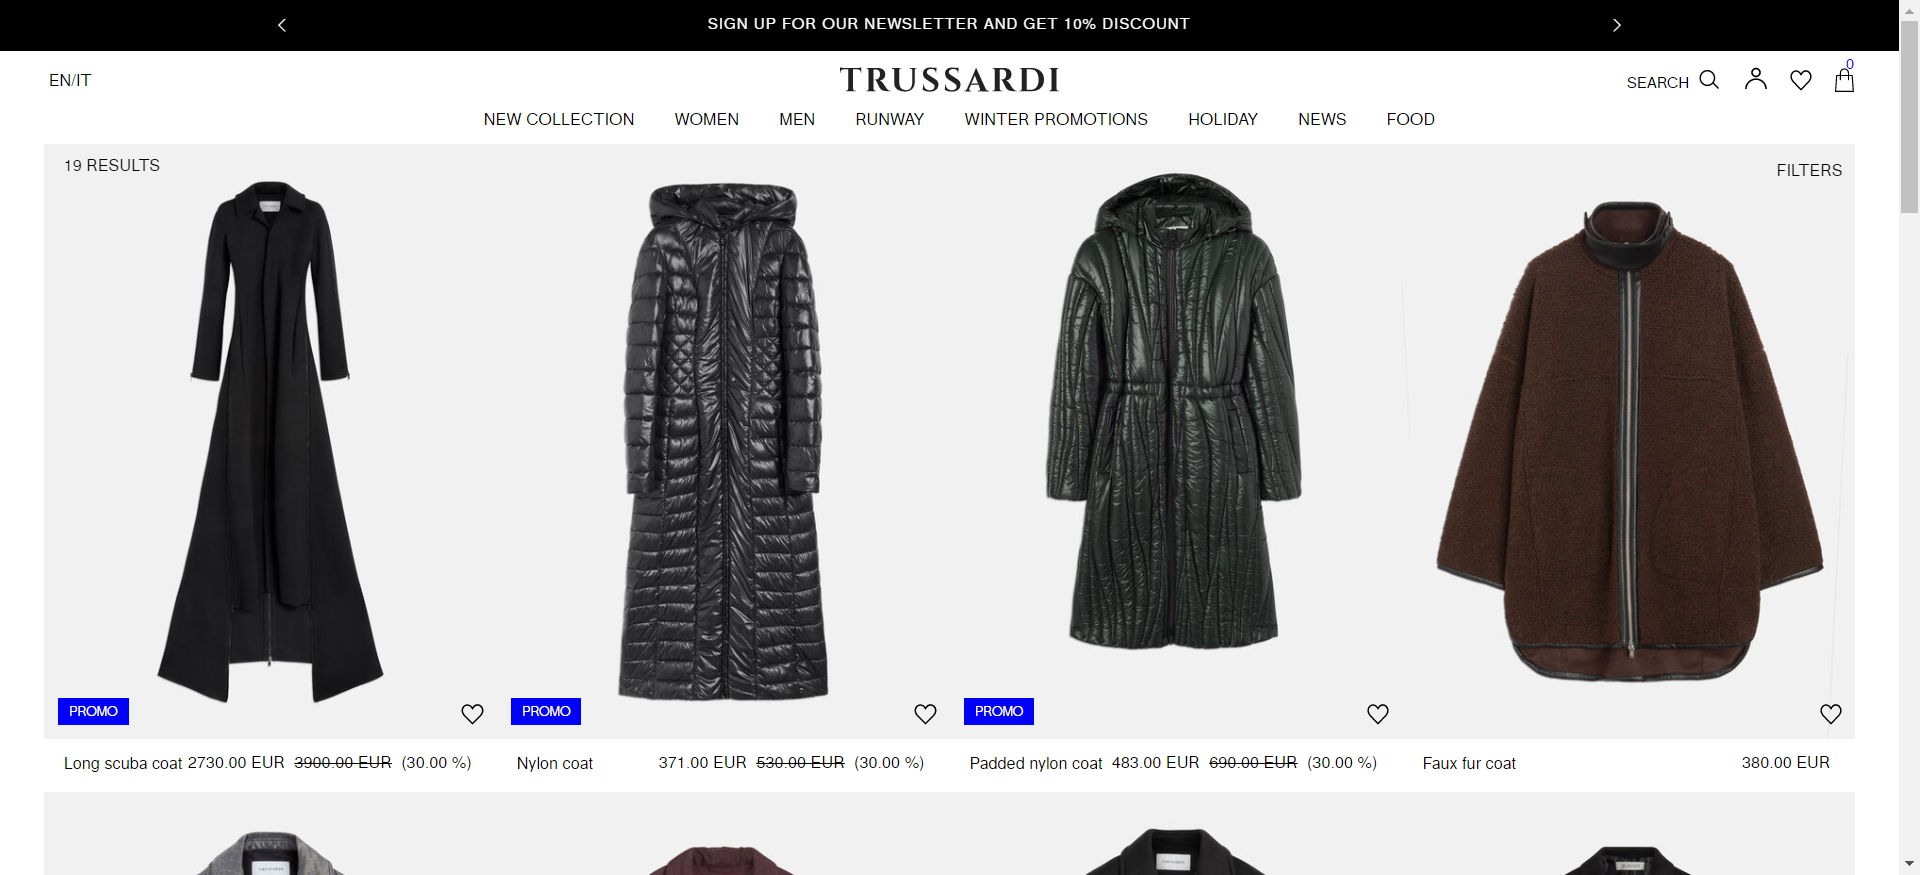 SIGN UP FOR OUR NEWSLETTER AND GET 10% DISCOUNT
EN/IT
TRUSSARDI
SEARCH
0
NEW COLLECTION WOMEN MEN RUNWAY WINTER PROMOTIONS HOLIDAY NEWS FOOD
19 RESULTS
FILTERS
PROMO
PROMO
PROMO
Long scuba coat 2730.00 EUR 3900.00 EUR (30.00 %)
Nylon coat 371.00 EUR 530.00 EUR (30.00 %)
Padded nylon coat 483.00 EUR 690.00 EUR (30.00 %)
Faux fur coat 380.00 EUR
TRUSSARDI